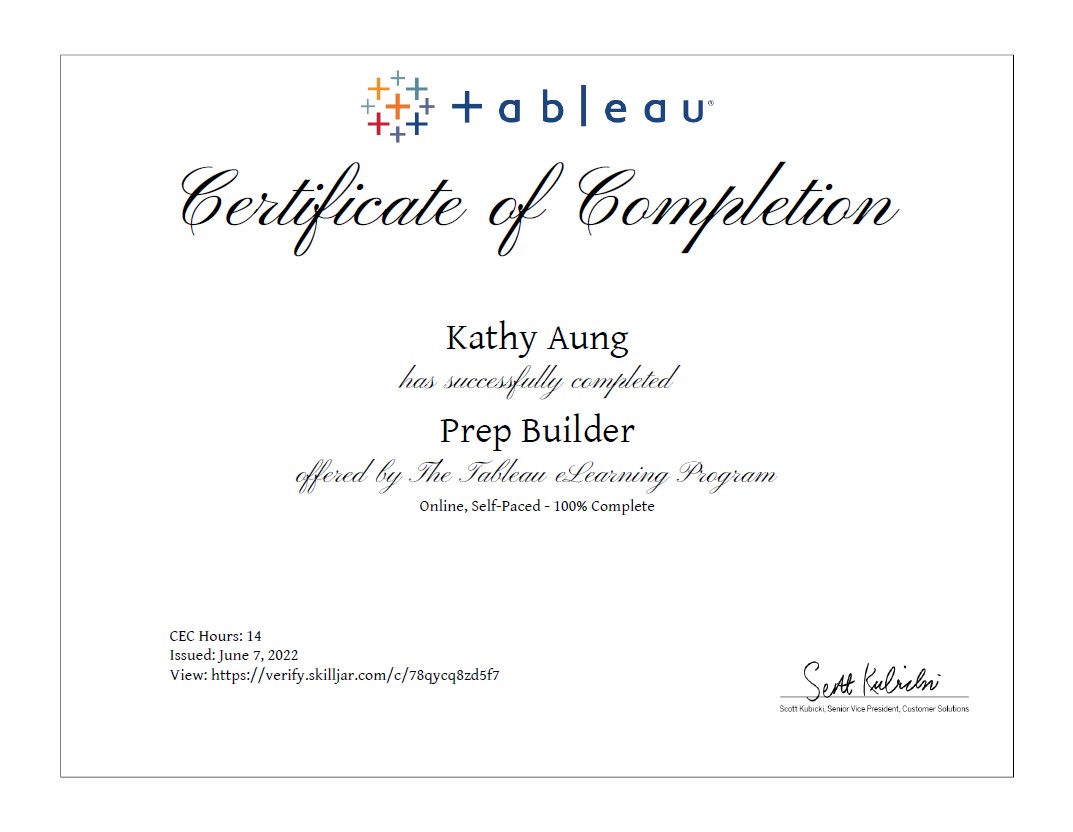 +ableau®
Certificate of Completion
Kathy Aung
has successfully completed
Prep Builder
offered by The Tableau eLearning Program
Online, Self-Paced - 100% Complete
CEC Hours: 14
Issued: June 7, 2022
View: https://verify.skilljar.com/c/78qycq8zd5f7
Scott Kubicki
Scott Kubicki, Senior Vice President, Customer Solutions